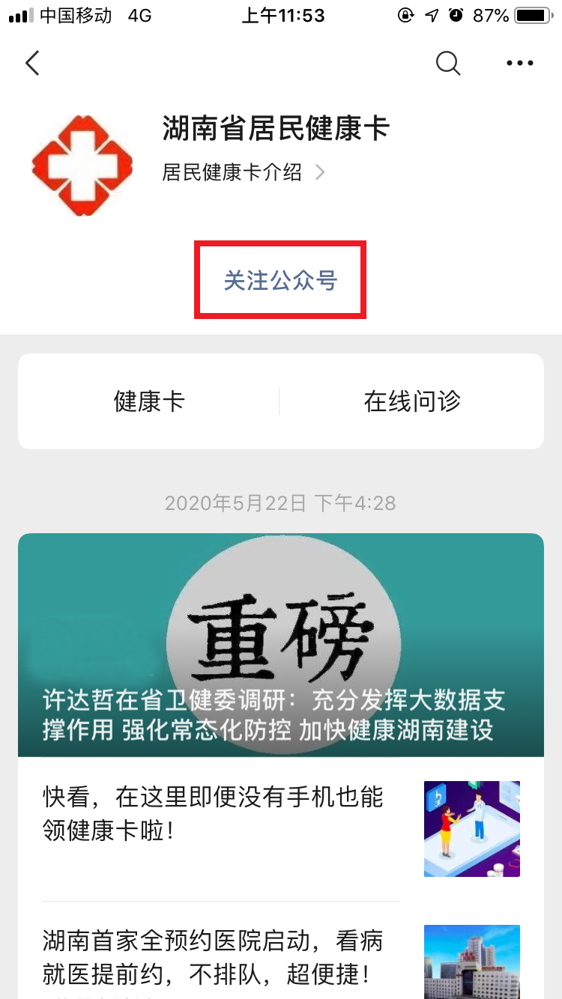 中国移动 4G 上午11:53 87%
湖南省居民健康卡
居民健康卡介绍
关注公众号
健康卡 在线问诊
2020年5月22日 下午4:28
重磅
许达哲在省卫健委调研：充分发挥大数据支
撑作用 强化常态化防控 加快健康湖南建设
快看，在这里即便没有手机也能
领健康卡啦！
湖南首家全预约医院启动，看病
就医提前约，不排队，超便捷！